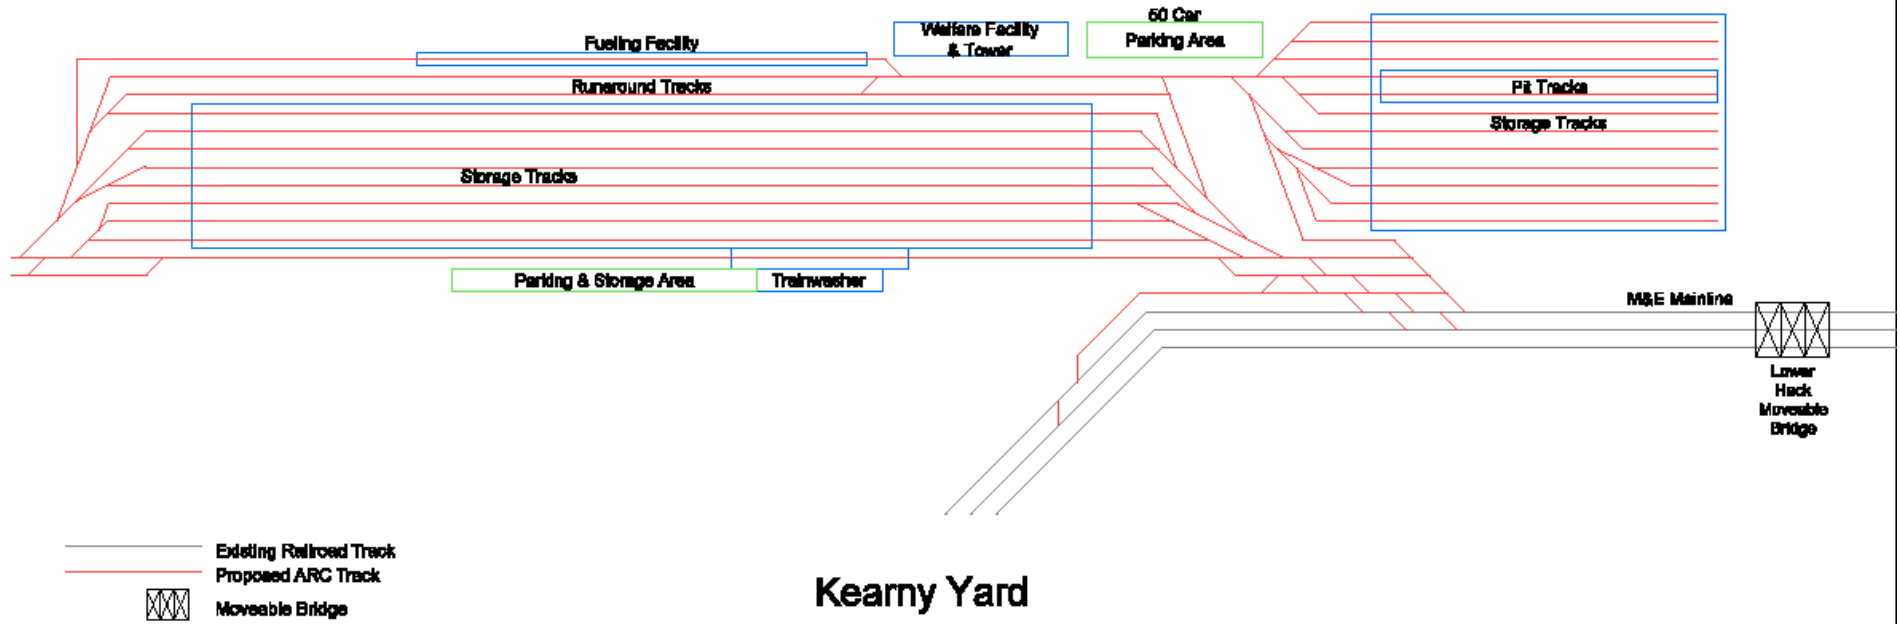 50 Car
Parking Area
Welfare Facility
& Tower
Fueling Facility
Runaround Tracks
Pit Tracks
Storage Tracks
Storage Tracks
Parking & Storage Area
Trainwasher
M&E Mainline
Lower
Hack
Moveable
Bridge
Existing Railroad Track
Proposed ARC Track
Moveable Bridge
Kearny Yard